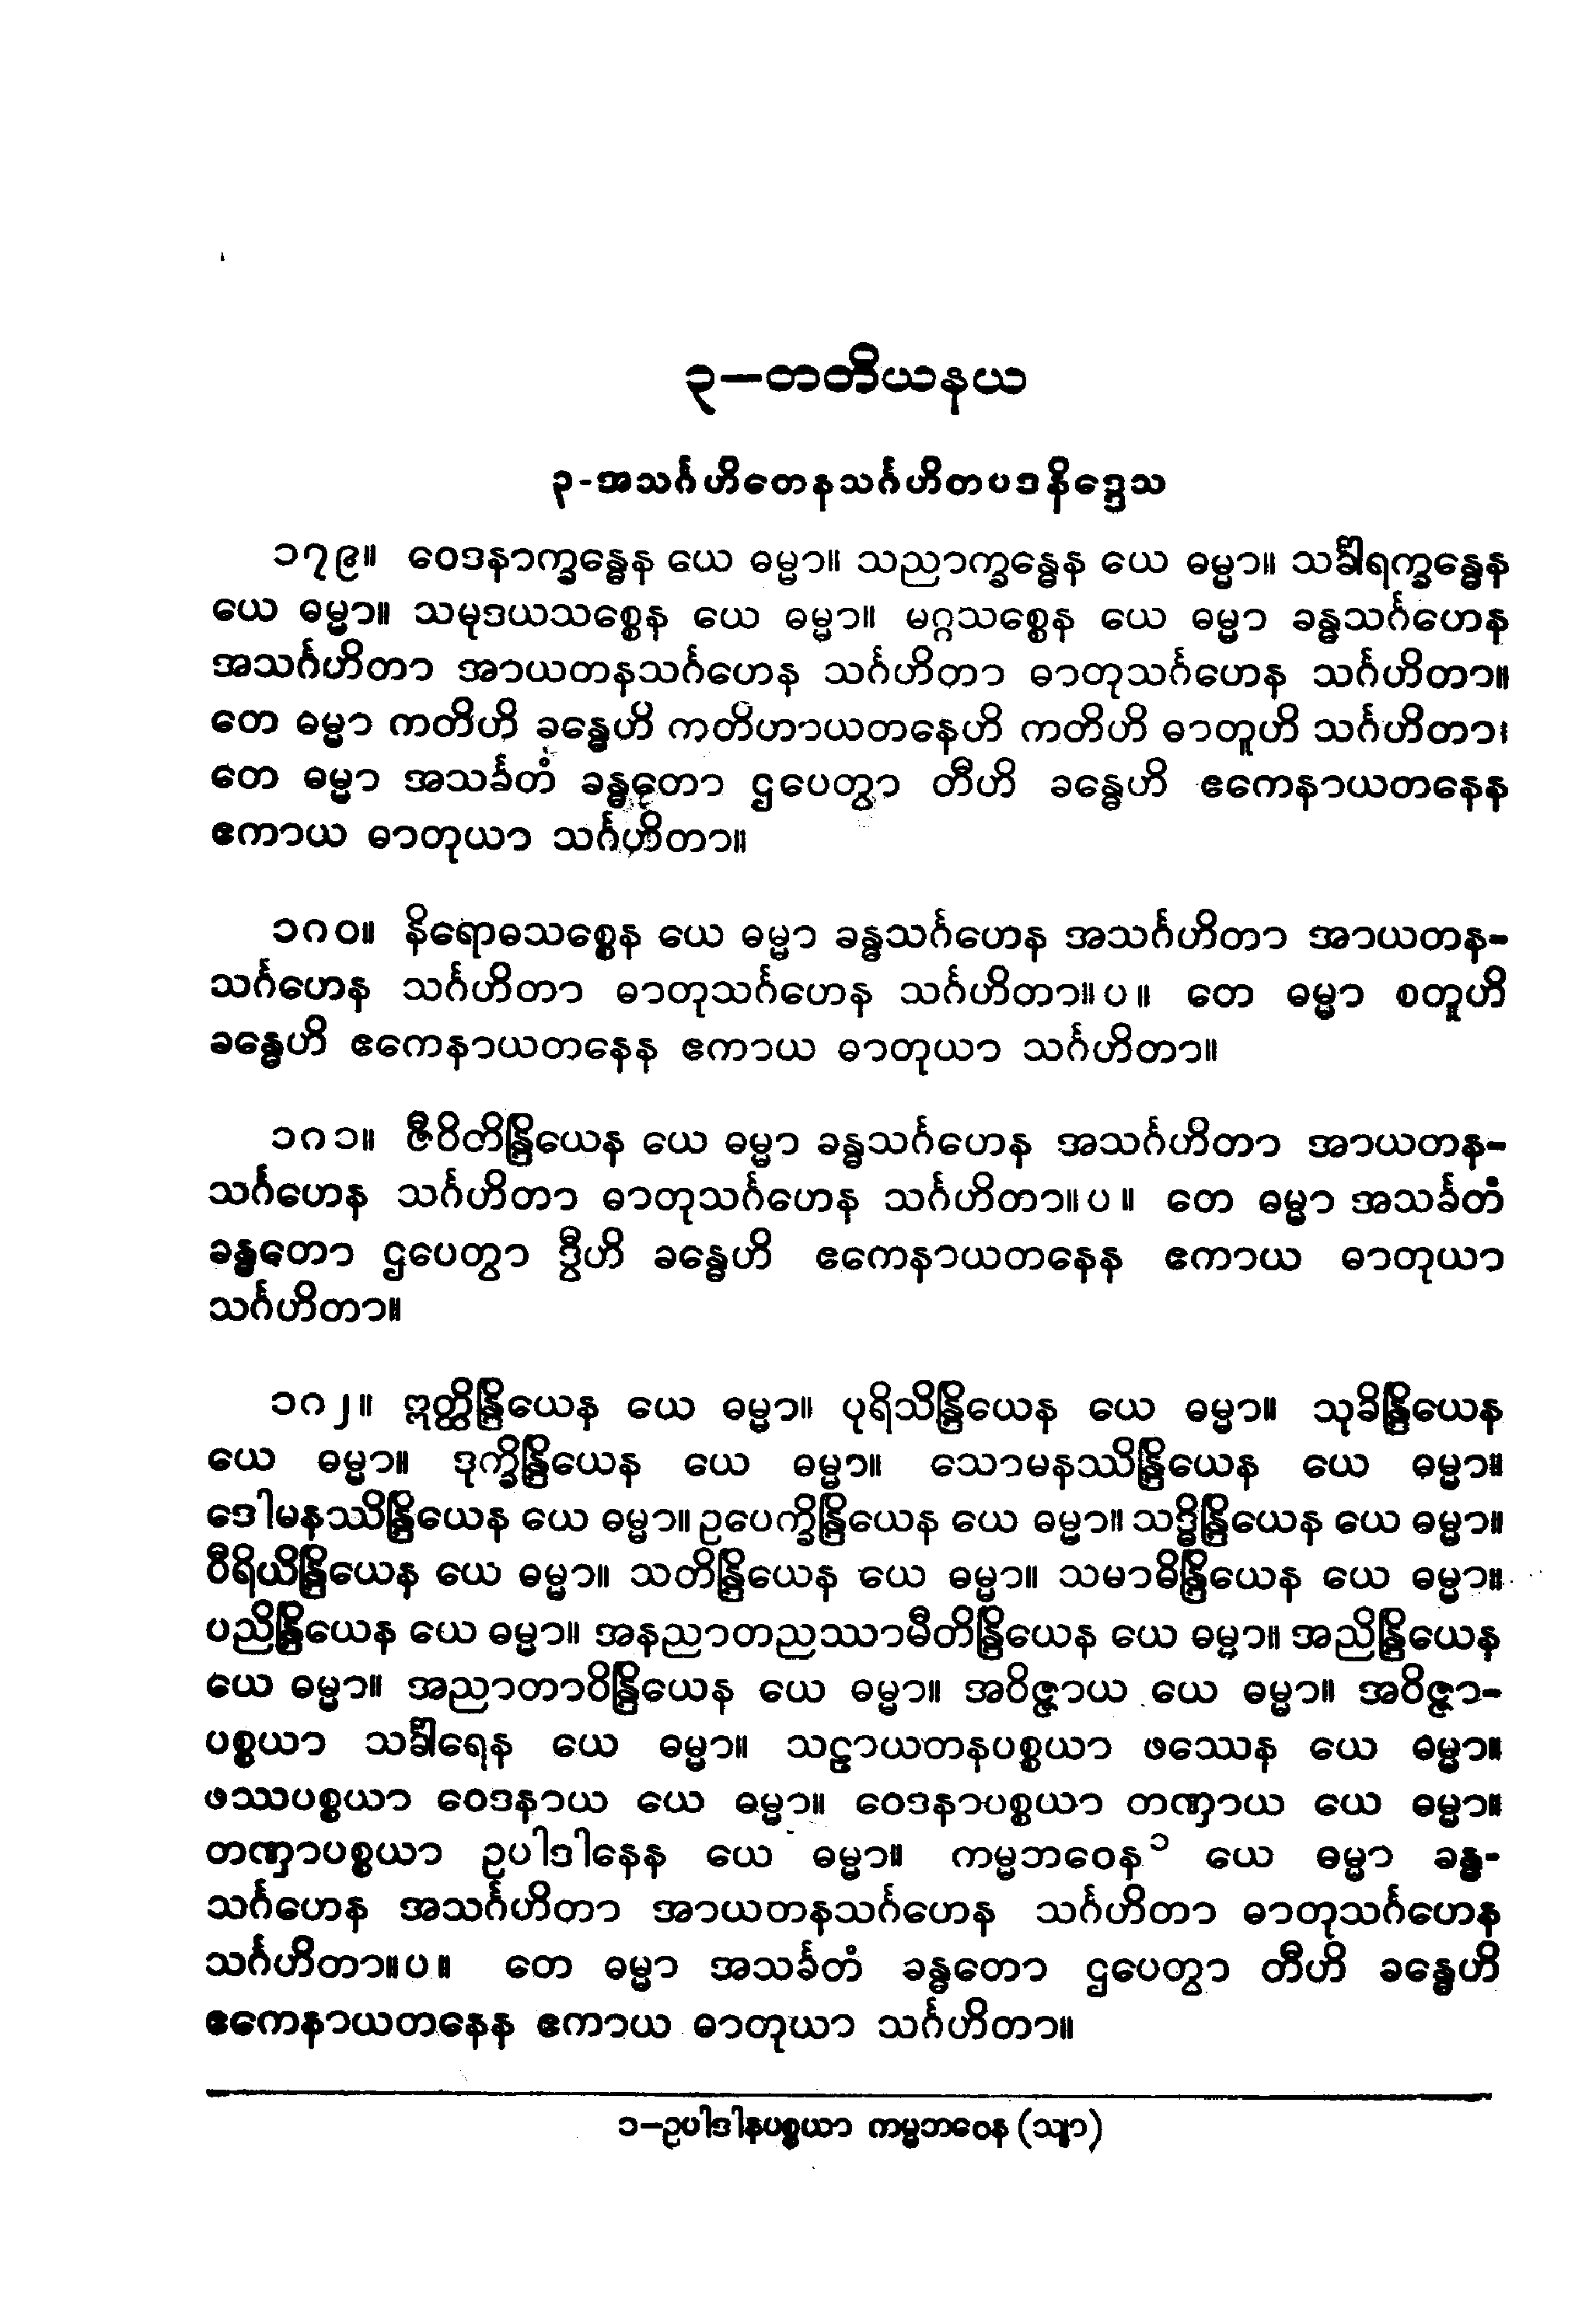 ၃–တတိယနယ
၃-အသင်္ဂဟိတေနသင်္ဂဟိတပဒနိဒ္ဒေသ
၁၇၉။ ဝေဒနာက္ခန္ဓေန ယေ ဓမ္မာ။ သညာက္ခန္ဓေန ယေ ဓမ္မာ။ သင်္ခါရက္ခန္ဓေန
ယေ ဓမ္မာ။ သမုဒယသစ္စေန ယေ ဓမ္မာ။ မဂ္ဂသစ္စေန ယေ ဓမ္မာ ခန္ဓသင်္ဂဟေန
အသင်္ဂဟိတာ အာယတနသင်္ဂဟေန သင်္ဂဟိတာ ဓာတုသင်္ဂဟေန သင်္ဂဟိတာ။
တေ ဓမ္မာ ကတိဟိ ခန္ဓေဟိ ကတိဟာယတနေဟိ ကတိဟိ ဓာတူဟိ သင်္ဂဟိတာ၊
တေ ဓမ္မာ အသင်္ခတံ ခန္ဓတော ဌပေတွာ တီဟိ ခန္ဓေဟိ ဧကေနာယတနေန
ဧကာယ ဓာတုယာ သင်္ဂဟိတာ။
၁၈၀။ နိရောဓသစ္စေန ယေ ဓမ္မာ ခန္ဓသင်္ဂဟေန အသင်္ဂဟိတာ အာယတန-
သင်္ဂဟေန သင်္ဂဟိတာ ဓာတုသင်္ဂဟေန သင်္ဂဟိတာ။ပ။ တေ ဓမ္မာ စတူဟိ
ခန္ဓေဟိ ဧကေနာယတနေန ဧကာယ ဓာတုယာ သင်္ဂဟိတာ။
၁၈၁။ ဇီဝိတိန္ဒြိယေန ယေ ဓမ္မာ ခန္ဓသင်္ဂဟေန အသင်္ဂဟိတာ အာယတန-
သင်္ဂဟေန သင်္ဂဟိတာ ဓာတုသင်္ဂဟေန သင်္ဂဟိတာ။ပ။ တေ ဓမ္မာ အသင်္ခတံ
ခန္ဓတော ဌပေတွာ ဒွီဟိ ခန္ဓေဟိ ဧကေနာယတနေန ဧကာယ ဓာတုယာ
သင်္ဂဟိတာ။
၁၈၂။ ဣတ္ထိန္ဒြိယေန ယေ ဓမ္မာ။ ပုရိသိန္ဒြိယေန ယေ ဓမ္မာ။ သုခိန္ဒြိယေန
ယေ ဓမ္မာ။ ဒုက္ခိန္ဒြိယေန ယေ ဓမ္မာ။ သောမနဿိန္ဒြိယေန ယေ ဓမ္မာ။
ဒေါမနဿိန္ဒြိယေန ယေ ဓမ္မာ။ ဥပေက္ခိန္ဒြိယေန ယေ ဓမ္မာ။ သဒ္ဓိန္ဒြိယေန ယေ ဓမ္မာ။
ဝီရိယိန္ဒြိယေန ယေ ဓမ္မာ။ သတိန္ဒြိယေန ယေ ဓမ္မာ။ သမာဓိန္ဒြိယေန ယေ ဓမ္မာ။
ပညိန္ဒြိယေန ယေ ဓမ္မာ။ အနညာတညဿာမီတိန္ဒြိယေန ယေ ဓမ္မာ။ အညိန္ဒြိယေန
ယေ ဓမ္မာ။ အညာတာဝိန္ဒြိယေန ယေ ဓမ္မာ။ အဝိဇ္ဇာယ ယေ ဓမ္မာ။ အဝိဇ္ဇာ-
ပစ္စယာ သင်္ခါရေန ယေ ဓမ္မာ။ သဠာယတနပစ္စယာ ဖဿေန ယေ ဓမ္မာ။
ဖဿပစ္စယာ ဝေဒနာယ ယေ ဓမ္မာ။ ဝေဒနာပစ္စယာ တဏှာယ ယေ ဓမ္မာ။
တဏှာပစ္စယာ ဥပါဒါနေန ယေ ဓမ္မာ။ ကမ္မဘဝေန၁ ယေ ဓမ္မာ ခန္ဓ-
သင်္ဂဟေန အသင်္ဂဟိတာ အာယတနသင်္ဂဟေန သင်္ဂဟိတာ ဓာတုသင်္ဂဟေန
သင်္ဂဟိတာ။ပ။ တေ ဓမ္မာ အသင်္ခတံ ခန္ဓတော ဌပေတွာ တီဟိ ခန္ဓေဟိ
ဧကေနာယတနေန ဧကာယ ဓာတုယာ သင်္ဂဟိတာ။
၁–ဥပါဒါနပစ္စယာ ကမ္မဘဝေန (သျာ)